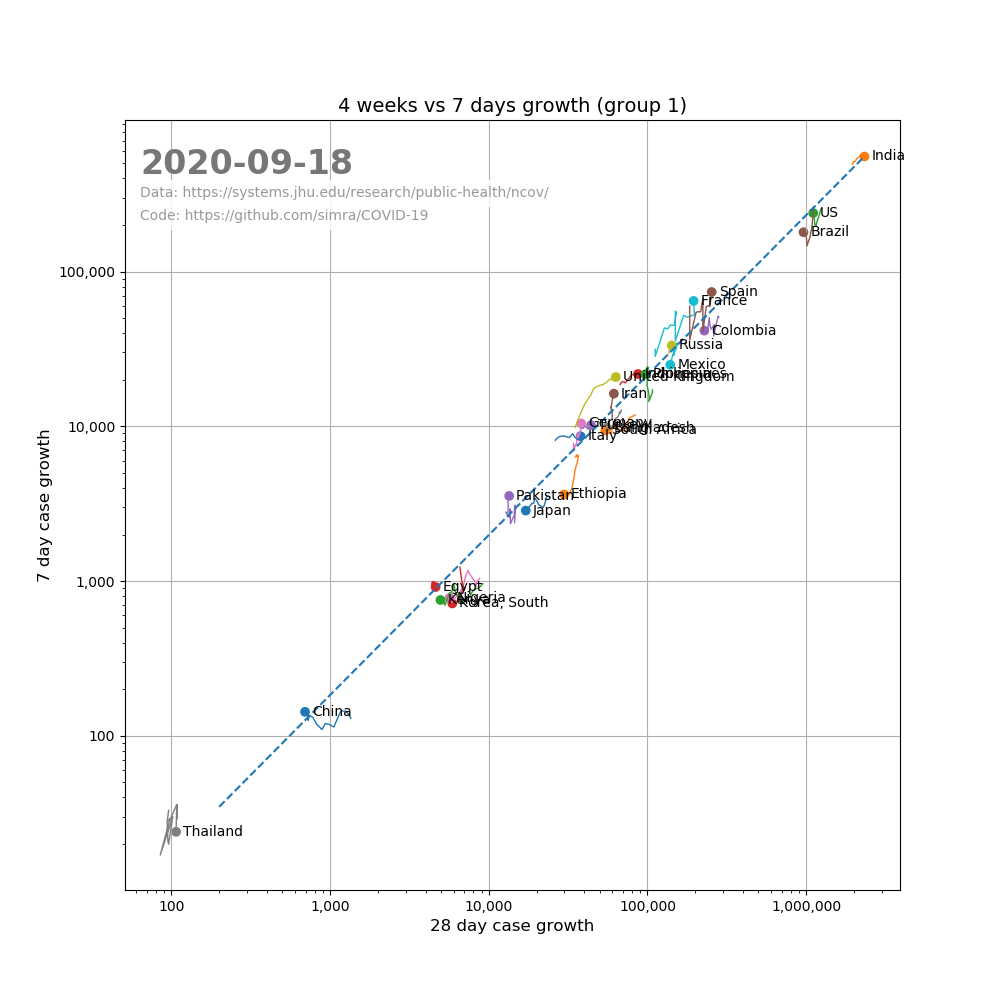 4 weeks vs 7 days growth (group 1)
2020-09-18
Data: https://systems.jhu.edu/research/public-health/ncov/
Code: https://github.com/simra/COVID-19
India
US
Brazil
100,000
Spain
France
Colombia
Russia
Mexico
United Kingdom
Iran
10,000
Germany
South Africa
Italy
Pakistan
Ethiopia
Japan
7 day case growth
1,000
Egypt
Nigeria
Kenya
Korea, South
China
100
Thailand
100 1,000 10,000 100,000 1,000,000
28 day case growth